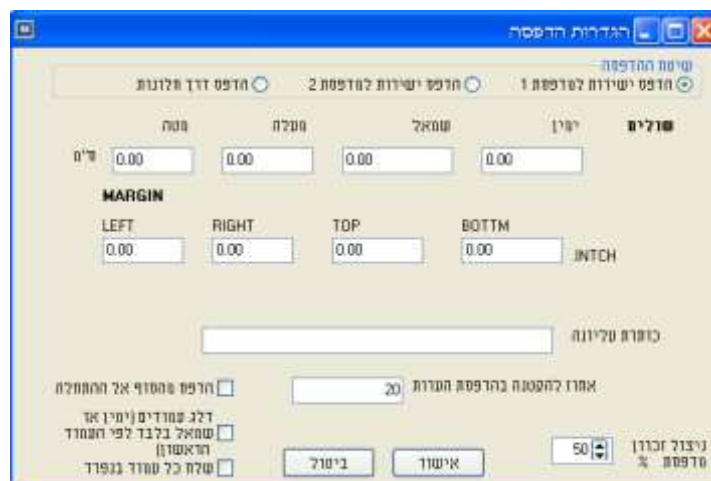 הגדרות הדפסה
שיטת ההדפסה
הדפס ישירות למדפסת 1 הדפס ישירות למדפסת 2 הדפס דרך חלונות
שולים ימין שמאל מעלה מטה
0.00 0.00 0.00 0.00 ס"מ
MARGIN
LEFT RIGHT TOP BOTTM
0.00 0.00 0.00 0.00 INTCH.
כותרת עליונה
אחוז להקטנה בהדפסת הערות 20 הדפס מהסוף אל ההתחלה
דלג עמודים (ימין או
שמאל בלבד לפי העמוד
הראשון)
ניצול זכרון
מדפסת % 50
אישור ביטול
שלח כל עמוד בנפרד